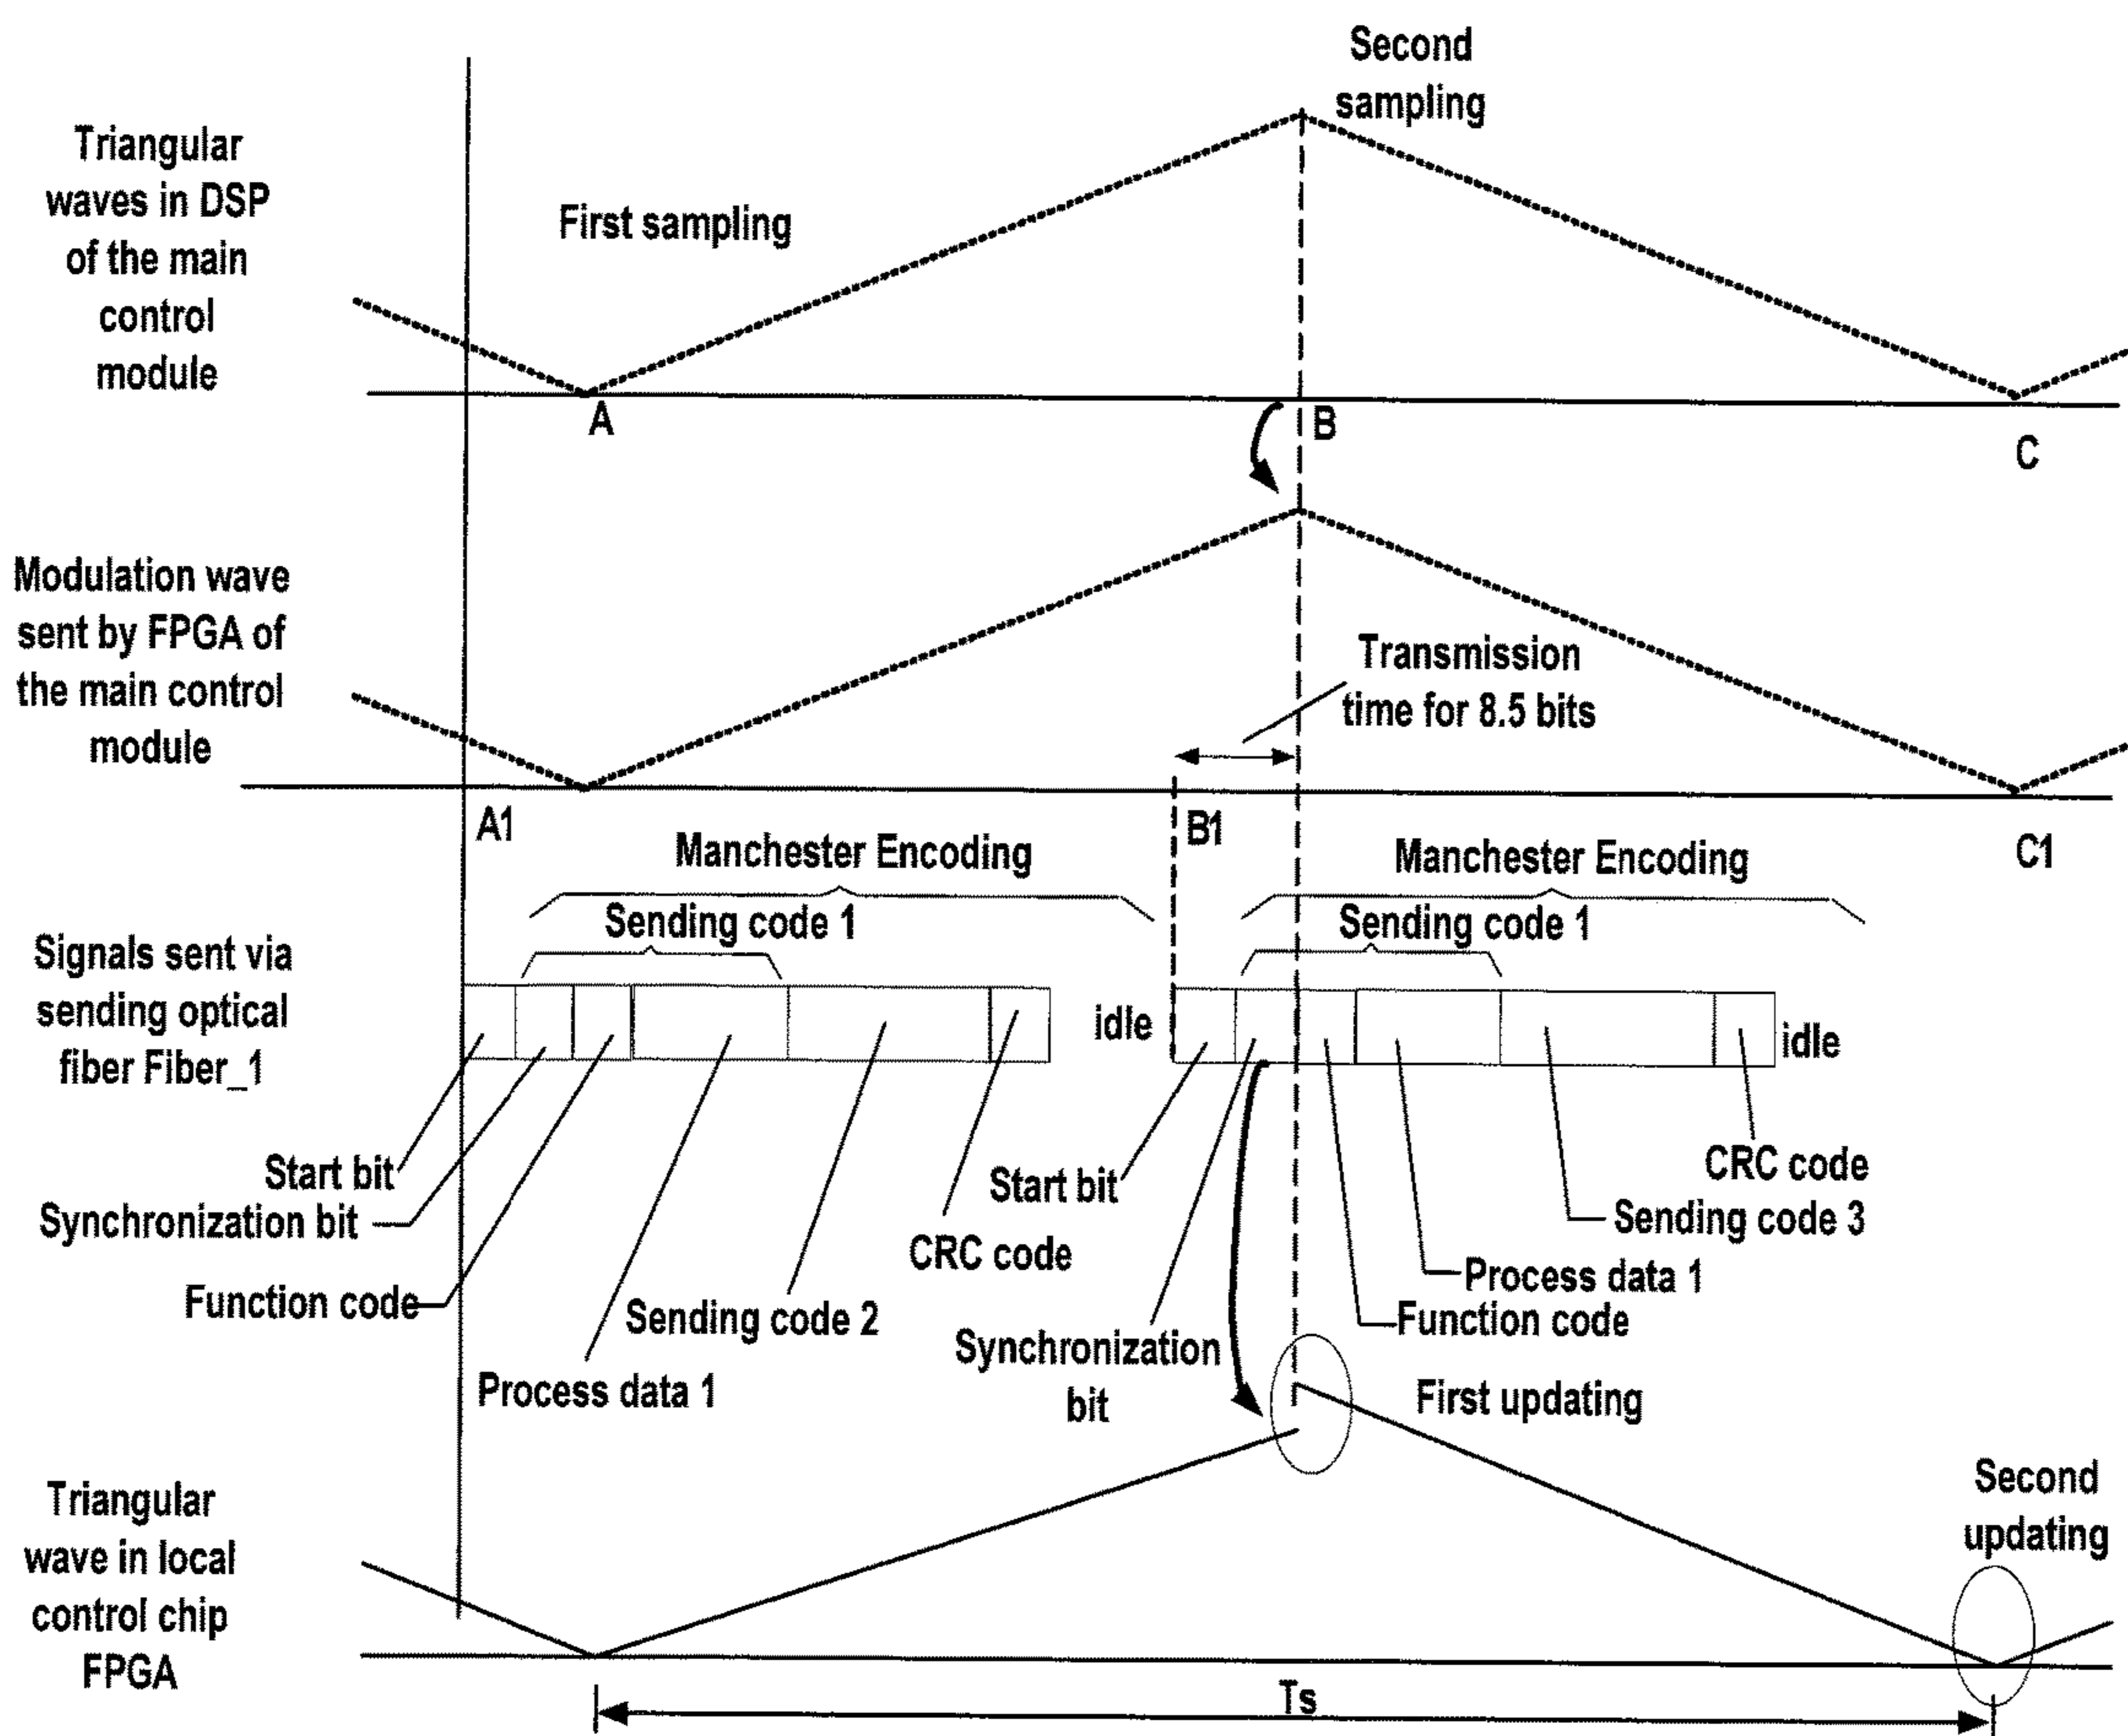 Second
sampling
Triangular
waves in DSP
of the main
control
module
First sampling
A
B
C
Modulation wave
sent by FPGA of
the main control
module
Transmission
time for 8.5 bits
A1
B1
C1
Manchester Encoding
Manchester Encoding
Sending code 1
Sending code 1
Signals sent via
sending optical
fiber Fiber_1
idle
idle
Start bit
Synchronization bit
Function code
Process data 1
Sending code 2
CRC code
Start bit
Synchronization
bit
CRC code
Sending code 3
Process data 1
Function code
First updating
Second
updating
Triangular
wave in local
control chip
FPGA
Ts